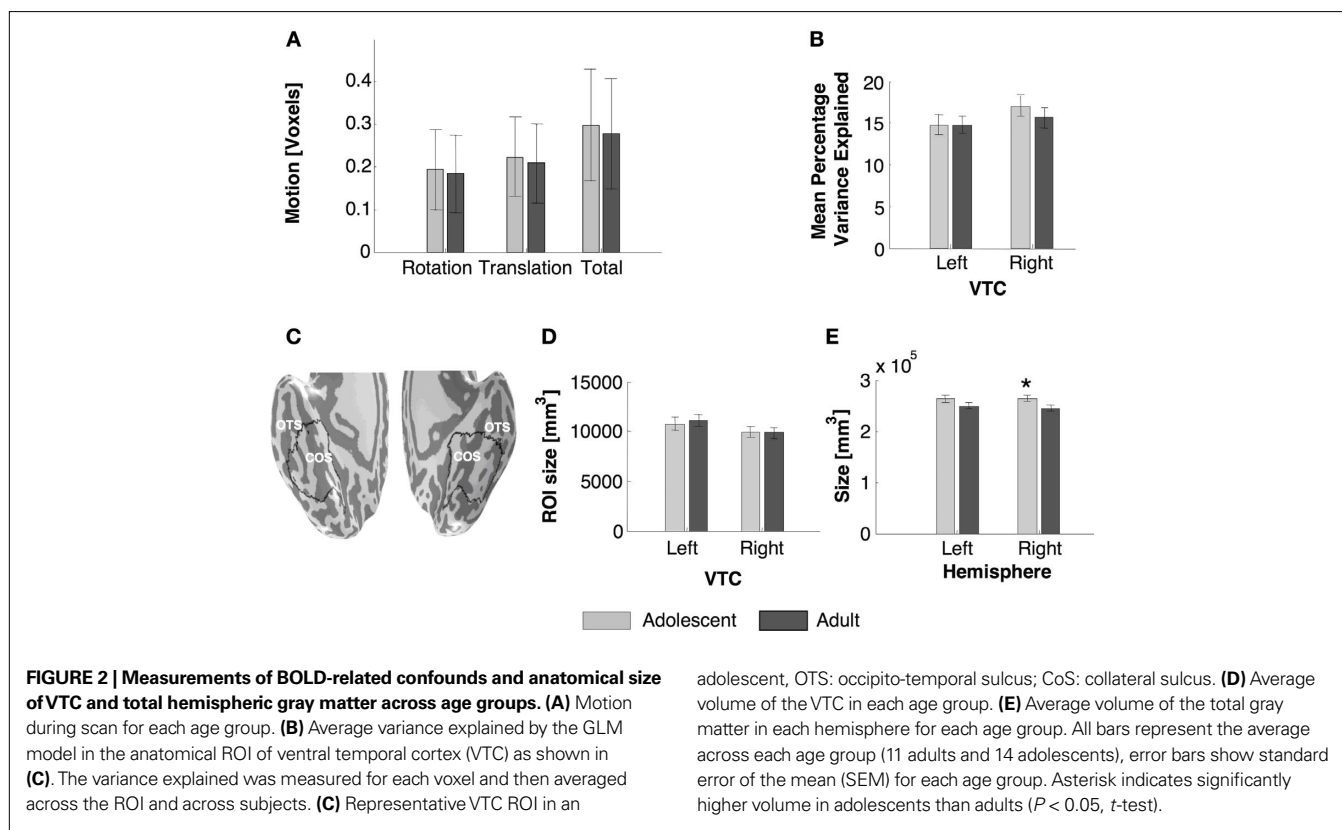 A
Motion [Voxels]
0.4
0.3
0.2
0.1
0
Rotation Translation Total
B
Mean Percentage
Variance Explained
20
15
10
5
0
Left Right
VTC
C
OTS
COS
OTS
COS
D
ROI size [mm³]
15000
10000
5000
0
Left Right
VTC
E
x 10⁵
Size [mm³]
3
2
1
0
*
Left Right
Hemisphere
Adolescent Adult
FIGURE 2 | Measurements of BOLD-related confounds and anatomical size
of VTC and total hemispheric gray matter across age groups. (A) Motion
during scan for each age group. (B) Average variance explained by the GLM
model in the anatomical ROI of ventral temporal cortex (VTC) as shown in
(C). The variance explained was measured for each voxel and then averaged
across the ROI and across subjects. (C) Representative VTC ROI in an
adolescent, OTS: occipito-temporal sulcus; CoS: collateral sulcus. (D) Average
volume of the VTC in each age group. (E) Average volume of the total gray
matter in each hemisphere for each age group. All bars represent the average
across each age group (11 adults and 14 adolescents), error bars show standard
error of the mean (SEM) for each age group. Asterisk indicates significantly
higher volume in adolescents than adults (P < 0.05, t-test).